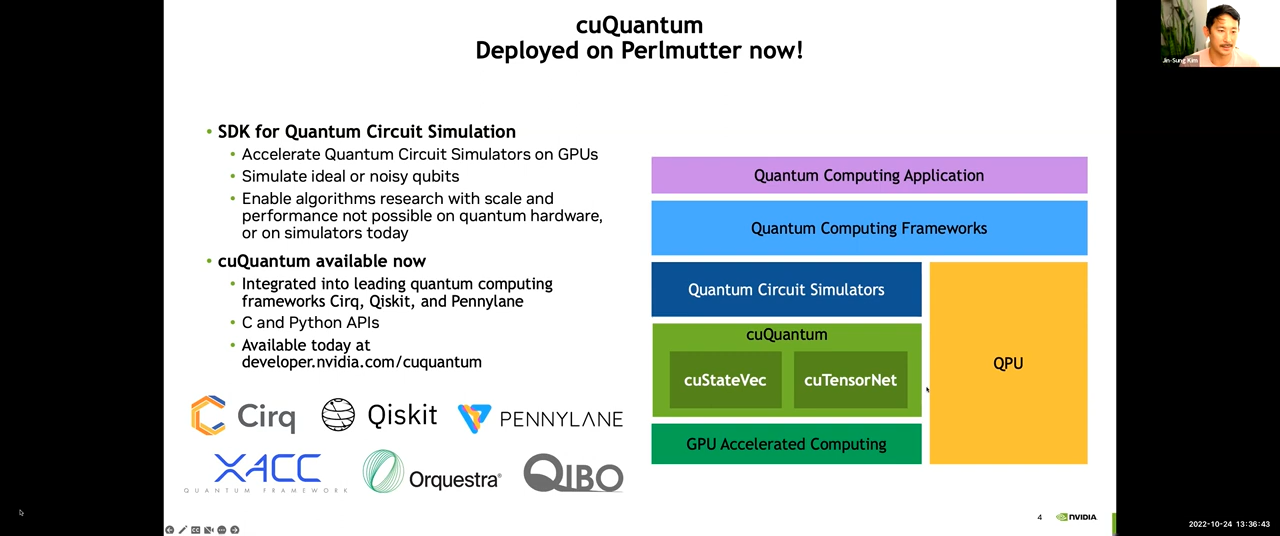 cuQuantum
Deployed on Perlmutter now!
Jin-Sung Kim
• SDK for Quantum Circuit Simulation
• Accelerate Quantum Circuit Simulators on GPUs
• Simulate ideal or noisy qubits
• Enable algorithms research with scale and
performance not possible on quantum hardware,
or on simulators today
• cuQuantum available now
• Integrated into leading quantum computing
frameworks Cirq, Qiskit, and Pennylane
• C and Python APIs
• Available today at
developer.nvidia.com/cuquantum
Cirq
Qiskit
PENNYLANE
XACC
QUANTUM FRAMEWORK
Orquestra®
QIBO
Quantum Computing Application
Quantum Computing Frameworks
Quantum Circuit Simulators
cuQuantum
cuStateVec
cuTensorNet
GPU Accelerated Computing
QPU
4
NVIDIA
2022-10-24 13:36:43